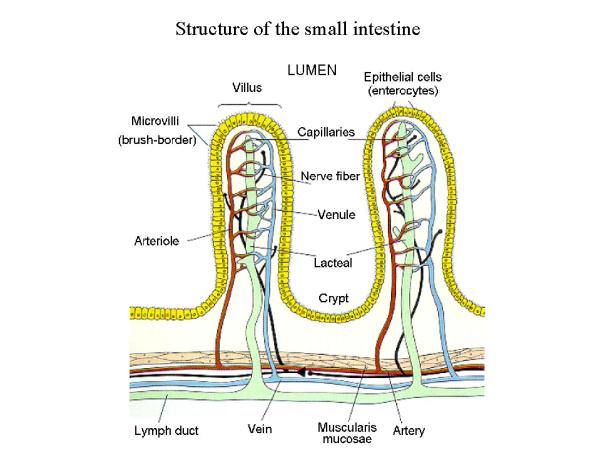 Structure of the small intestine
LUMEN
Villus
Epithelial cells
(enterocytes)
Microvilli
(brush-border)
Capillaries
Nerve fiber
Venule
Arteriole
Lacteal
Crypt
Lymph duct
Vein
Muscularis
mucosae
Artery